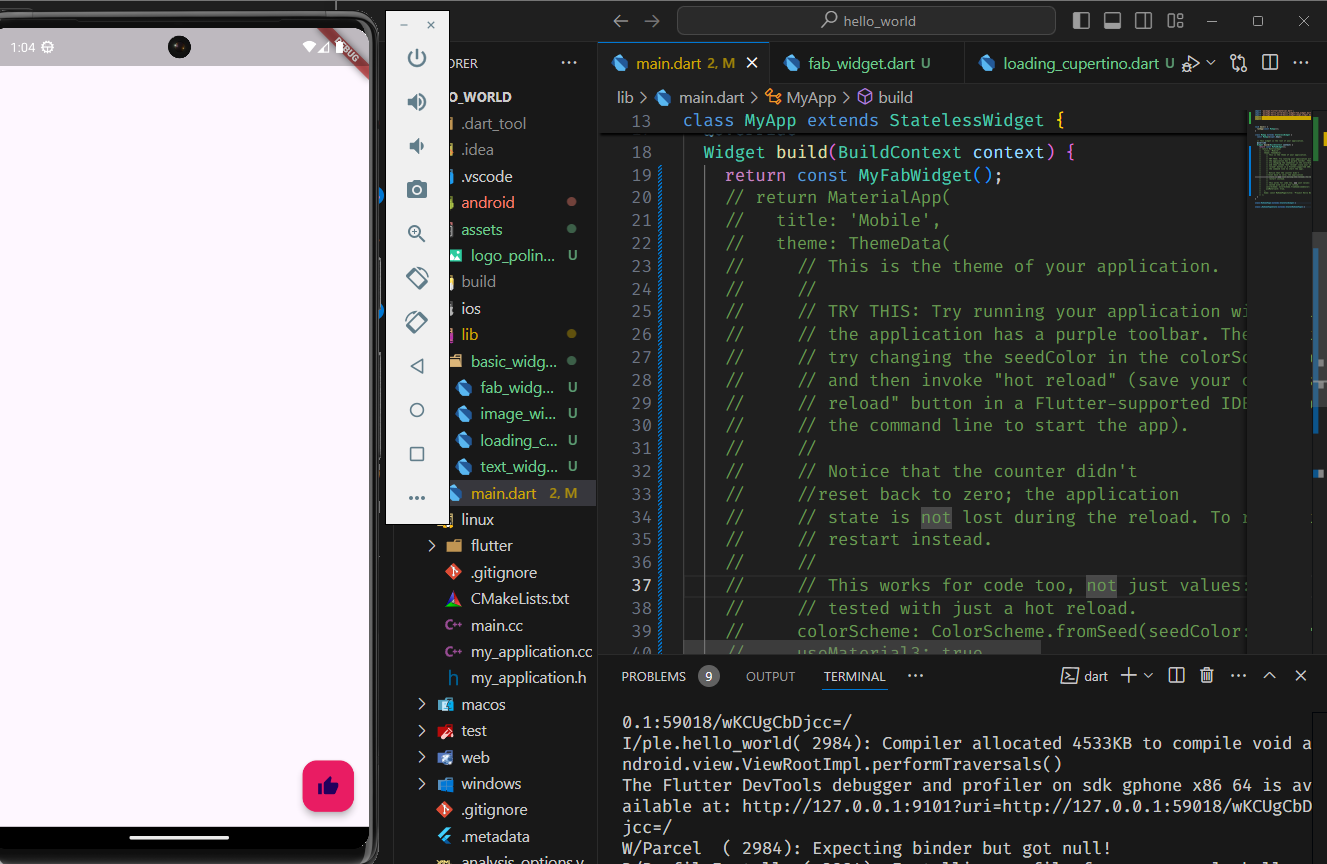 1:04
DEBUG
hello_world
ORER
O_WORLD
.dart_tool
.idea
.vscode
android
assets
logo_polin... U
build
ios
lib
basic_widg...
fab_widg... U
image_wi... U
loading_c... U
text_widg... U
main.dart 2, M
linux
flutter
.gitignore
CMakeLists.txt
main.cc
my_application.cc
my_application.h
macos
test
web
windows
.gitignore
.metadata
analysis_options.y
main.dart 2, M
fab_widget.dart U
loading_cupertino.dart U
lib > main.dart > MyApp > build
13 class MyApp extends StatelessWidget {
18 Widget build(BuildContext context) {
19 return const MyFabWidget();
20 // return MaterialApp(
21 // title: 'Mobile',
22 // theme: ThemeData(
23 // // This is the theme of your application.
24 // //
25 // // TRY THIS: Try running your application wi
26 // // the application has a purple toolbar. The
27 // // try changing the seedColor in the colorSc
28 // // and then invoke "hot reload" (save your c
29 // // reload" button in a Flutter-supported IDE
30 // // the command line to start the app).
31 // //
32 // // Notice that the counter didn't
33 // //reset back to zero; the application
34 // // state is not lost during the reload. To r
35 // // restart instead.
36 // //
37 // // This works for code too, not just values:
38 // // tested with just a hot reload.
39 // colorScheme: ColorScheme.fromSeed(seedColor:
40 // useMaterial3: true
PROBLEMS 9 OUTPUT TERMINAL
dart
0.1:59018/wKCUgCbDjcc=/
I/ple.hello_world( 2984): Compiler allocated 4533KB to compile void a
ndroid.view.ViewRootImpl.performTraversals()
The Flutter DevTools debugger and profiler on sdk gphone x86 64 is av
ailable at: http://127.0.0.1:9101?uri=http://127.0.0.1:59018/wKCUgCbD
jcc=/
W/Parcel ( 2984): Expecting binder but got null!